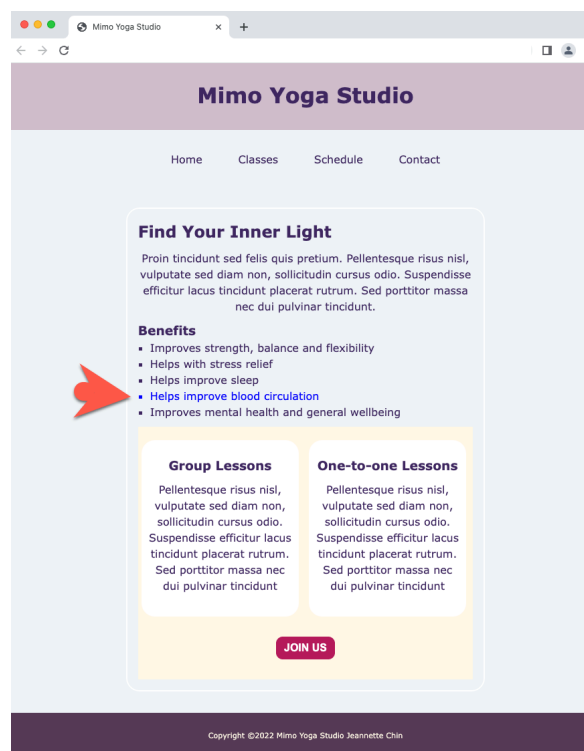 Mimo Yoga Studio
Mimo Yoga Studio
Home Classes Schedule Contact
Find Your Inner Light
Proin tincidunt sed felis quis pretium. Pellentesque risus nisl,
vulputate sed diam non, sollicitudin cursus odio. Suspendisse
efficitur lacus tincidunt placerat rutrum. Sed porttitor massa
nec dui pulvinar tincidunt.
Benefits
Improves strength, balance and flexibility
Helps with stress relief
Helps improve sleep
Helps improve blood circulation
Improves mental health and general wellbeing
Group Lessons
Pellentesque risus nisl,
vulputate sed diam non,
sollicitudin cursus odio.
Suspendisse efficitur lacus
tincidunt placerat rutrum.
Sed porttitor massa nec
dui pulvinar tincidunt
One-to-one Lessons
Pellentesque risus nisl,
vulputate sed diam non,
sollicitudin cursus odio.
Suspendisse efficitur lacus
tincidunt placerat rutrum.
Sed porttitor massa nec
dui pulvinar tincidunt
JOIN US
Copyright ©2022 Mimo Yoga Studio Jeannette Chin